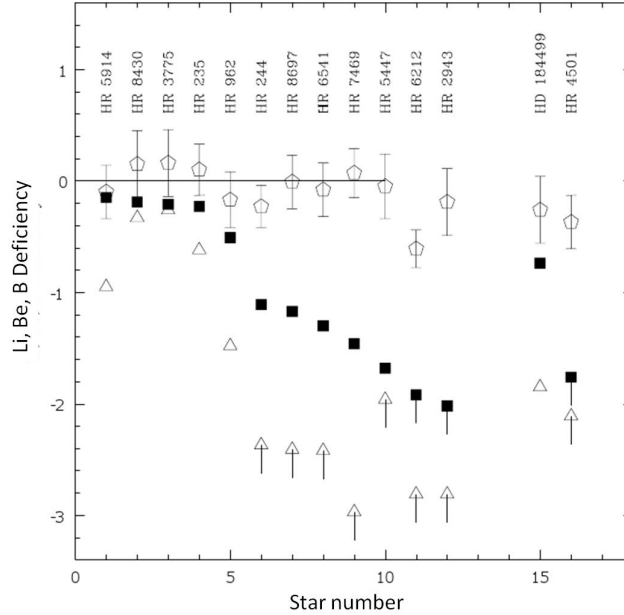 HR 5914
HR 8430
HR 3775
HR 235
HR 962
HR 244
HR 8697
HR 6541
HR 7469
HR 5447
HR 6212
HR 2943
HD 184499
HR 4501
1
0
-1
-2
-3
Li, Be, B Deficiency
0
5
10
15
Star number